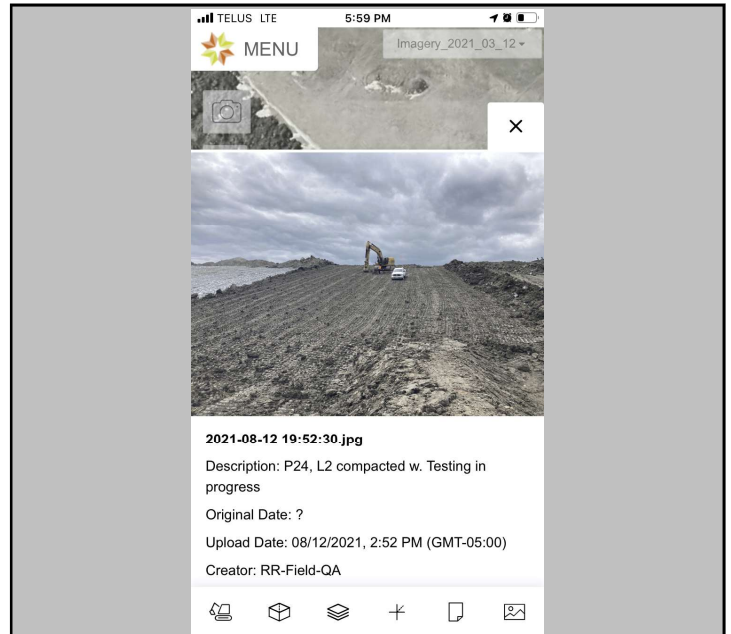 TELUS LTE 5:59 PM
MENU
Imagery_2021_03_12
2021-08-12 19:52:30.jpg
Description: P24, L2 compacted w. Testing in
progress
Original Date: ?
Upload Date: 08/12/2021, 2:52 PM (GMT-05:00)
Creator: RR-Field-QA